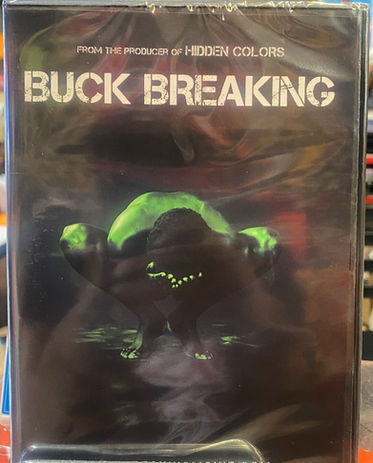 FROM THE PRODUCER OF HIDDEN COLORS
BUCK BREAKING